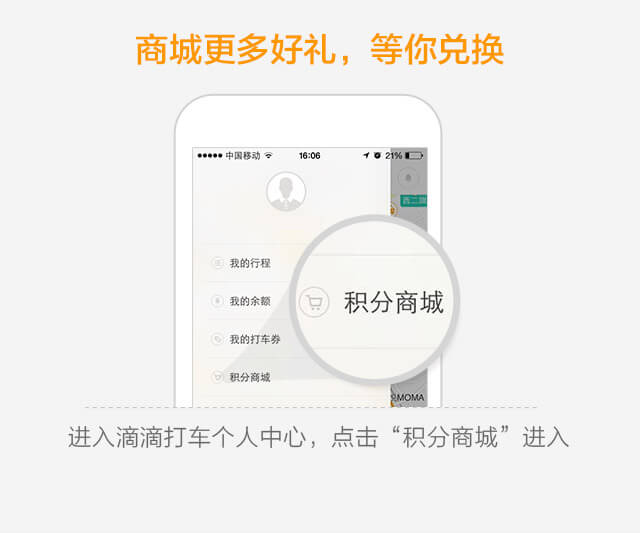 商城更多好礼，等你兑换
中国移动 16:06 21%
我的行程
我的余额
积分商城
我的打车券
积分商城
MOMA
进入滴滴打车个人中心，点击“积分商城”进入